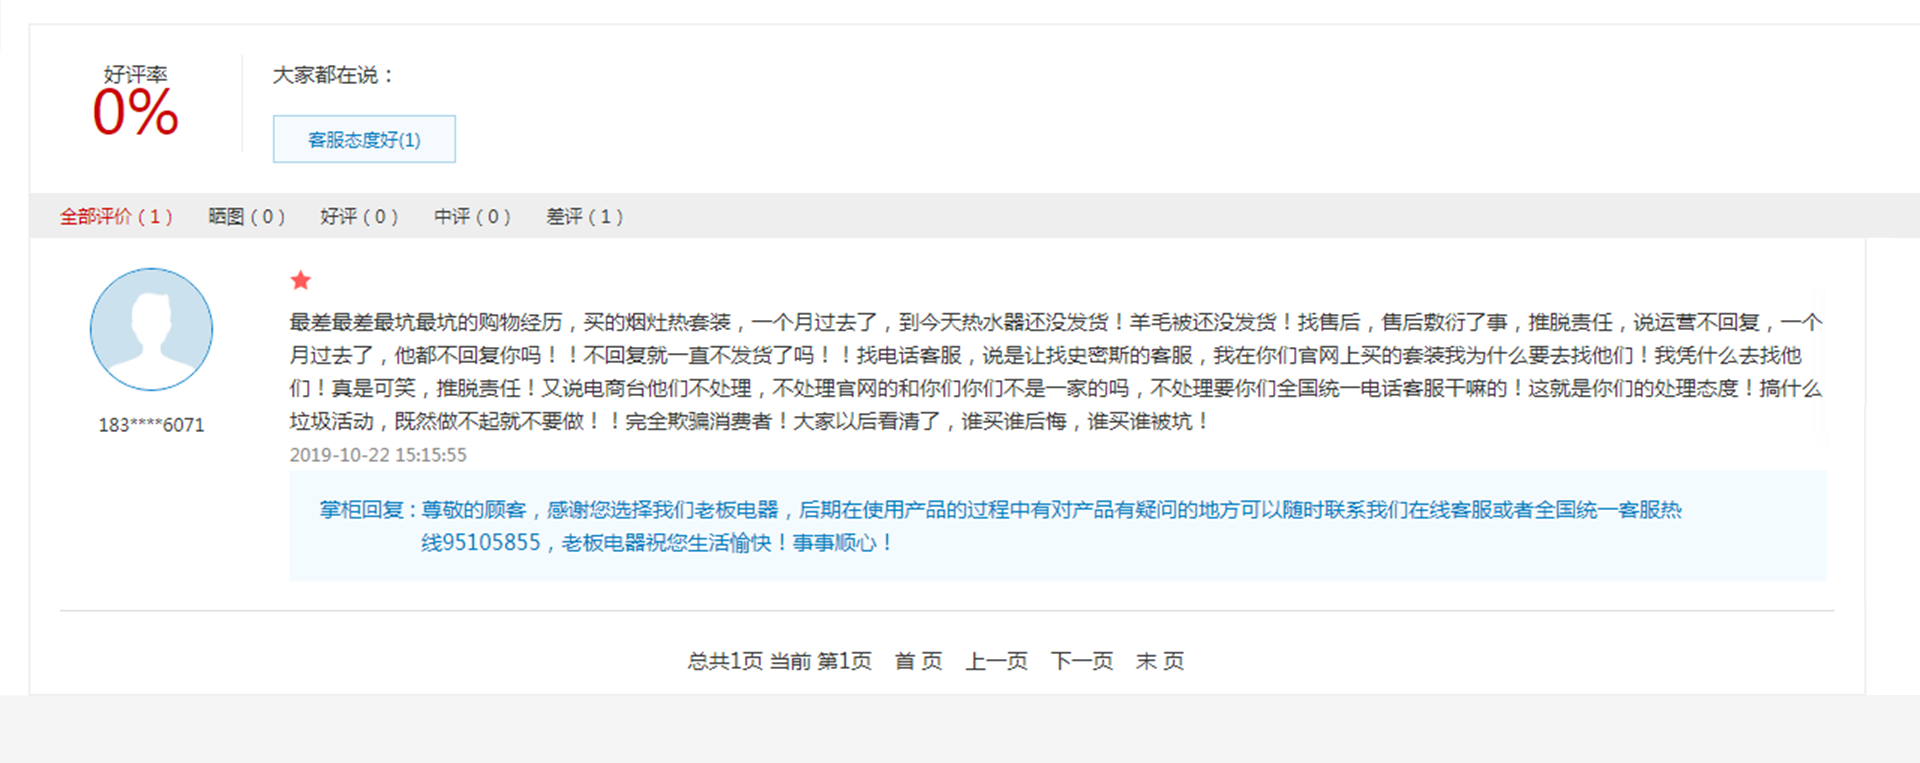 好评率
0%
大家都在说：
客服态度好(1)
全部评价（1） 晒图（0） 好评（0） 中评（0） 差评（1）
183****6071
最差最差最坑最坑的购物经历，买的烟灶热套装，一个月过去了，到今天热水器还没发货！羊毛被还没发货！找售后，售后敷衍了事，推脱责任，说运营不回复，一个
月过去了，他都不回复你吗！！不回复就一直不发货了吗！！找电话客服，说是让找史密斯的客服，我在你们官网上买的套装我为什么要去找他们！我凭什么去找他
们！真是可笑，推脱责任！又说电商台他们不处理，不处理官网的和你们你们不是一家的吗，不处理要你们全国统一电话客服干嘛的！这就是你们的处理态度！搞什么
垃圾活动，既然做不起就不要做！！完全欺骗消费者！大家以后看清了，谁买谁后悔，谁买谁被坑！
2019-10-22 15:15:55
掌柜回复：尊敬的顾客，感谢您选择我们老板电器，后期在使用产品的过程中有对产品有疑问的地方可以随时联系我们在线客服或者全国统一客服热
线95105855，老板电器祝您生活愉快！事事顺心！
总共1页 当前 第1页 首 页 上一页 下一页 末 页